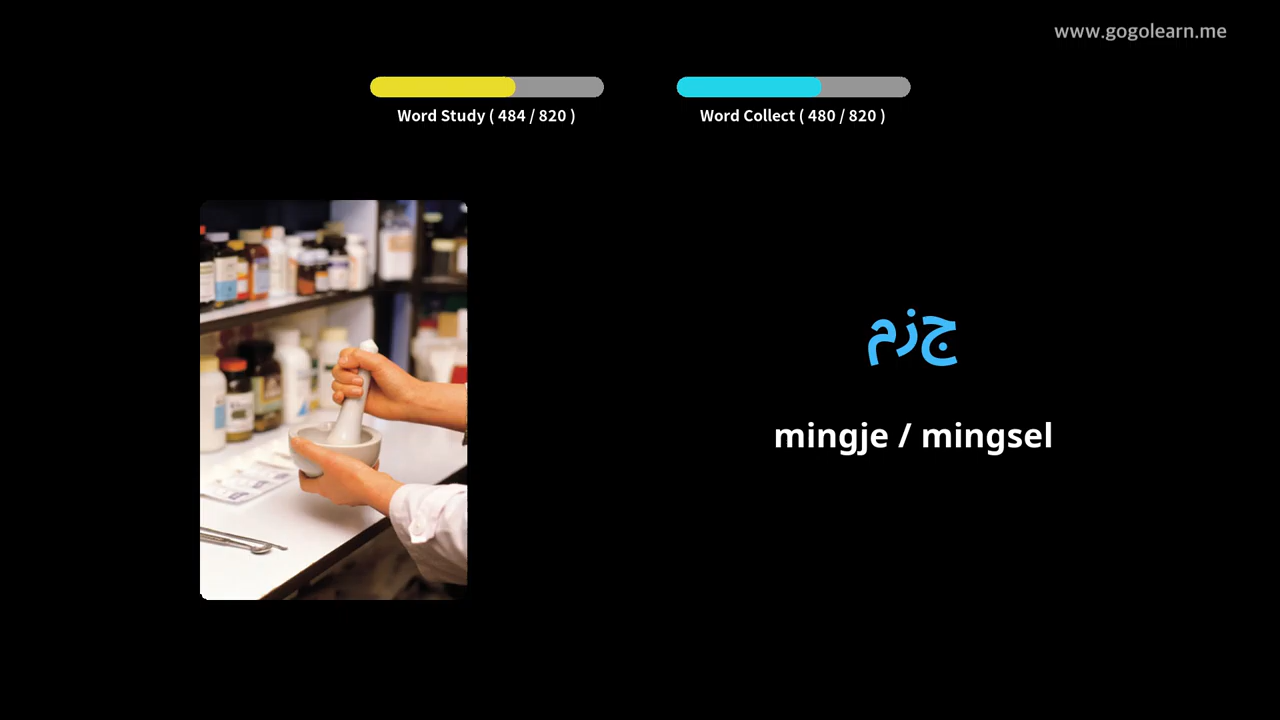 www.gogolearn.me
Word Study ( 484 / 820 )
Word Collect ( 480 / 820 )
جزم
mingje / mingsel